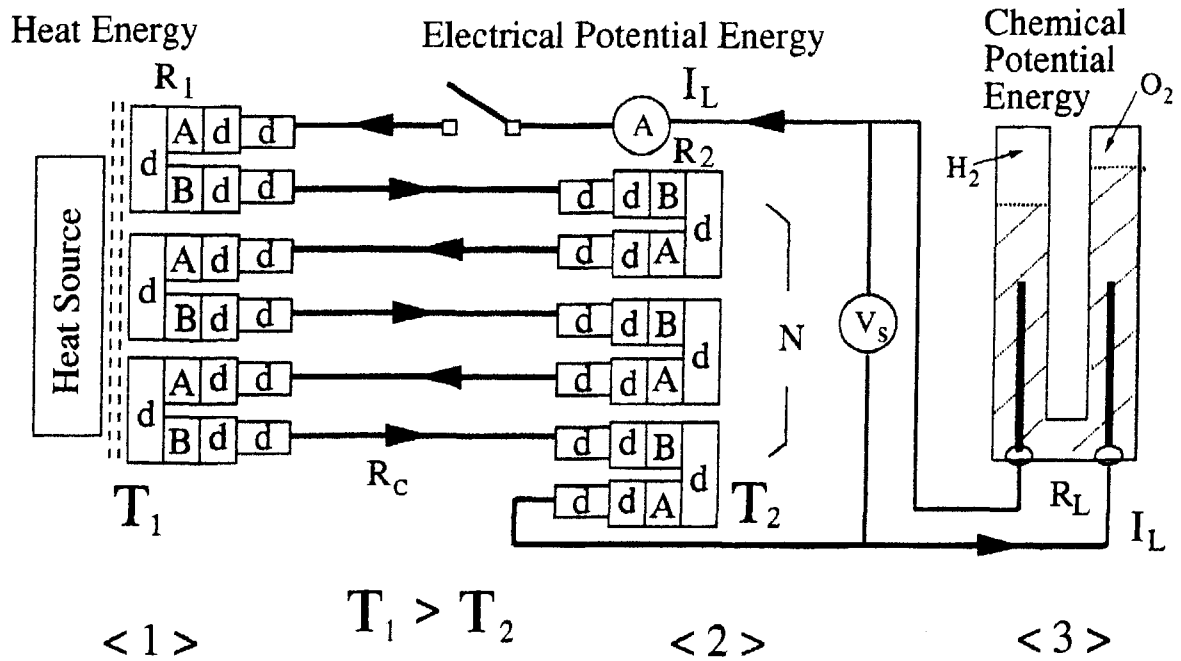 Heat Energy
Electrical Potential Energy
Chemical
Potential
Energy
O2
H2
R1
IL
A d d
A
d
B d d
R2
d d B
d
d d A
Heat Source
A d d
d
B d d
d d B
d
d d A
N
Vs
A d d
d
B d d
d d B
d
d d A
Rc
T1
T2
RL
IL
T1 > T2
< 1 >
< 2 >
< 3 >